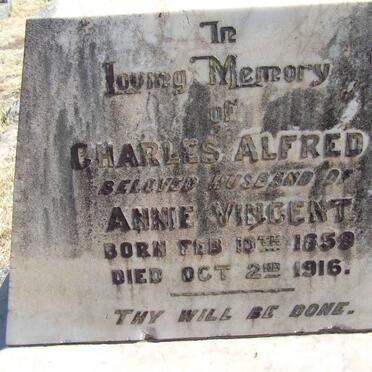 In
Loving Memory
of
CHARLES ALFRED
BELOVED HUSBAND OF
ANNIE VINCENT
BORN FEB 10TH 1859
DIED OCT 2ND 1916.
THY WILL BE DONE.